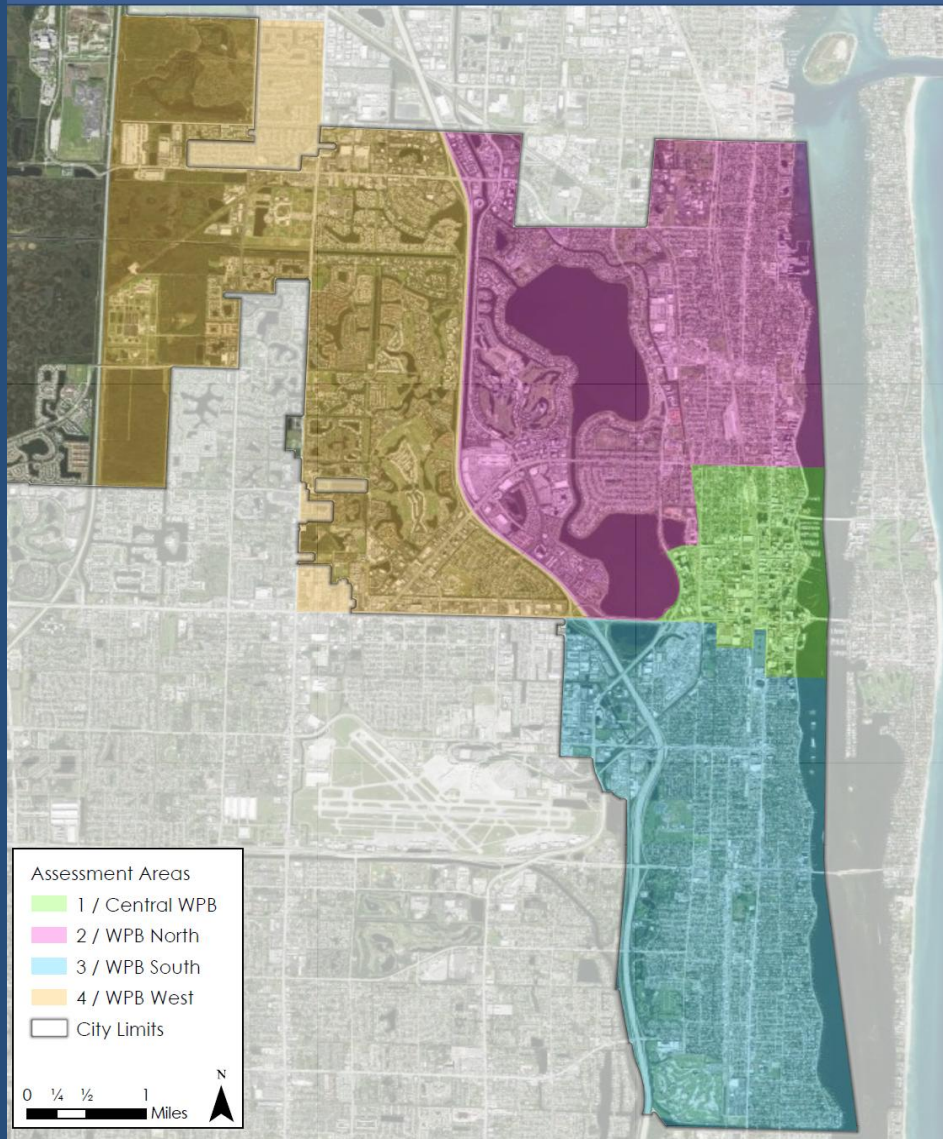 Assessment Areas
1 / Central WPB
2 / WPB North
3 / WPB South
4 / WPB West
City Limits
N
0 ¼ ½ 1
Miles